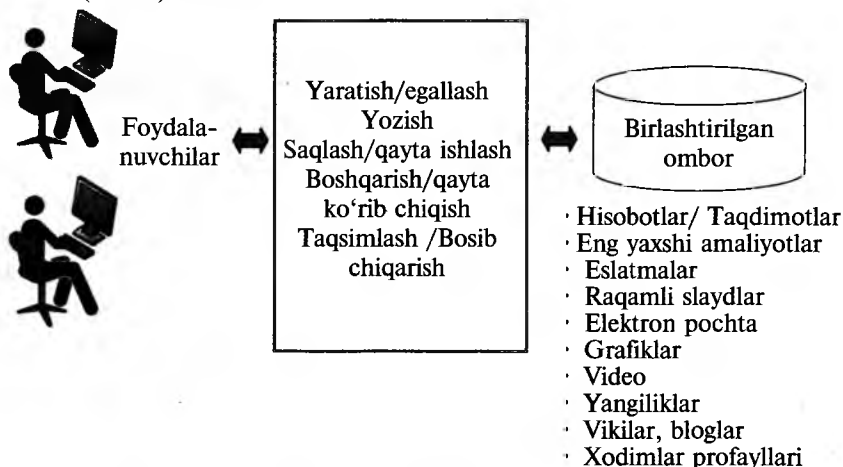 Foydala-
nuvchilar
Yaratish/egallash
Yozish
Saqlash/qayta ishlash
Boshqarish/qayta
ko‘rib chiqish
Taqsimlash /Bosib
chiqarish
Birlashtirilgan
ombor
· Hisobotlar/ Taqdimotlar
· Eng yaxshi amaliyotlar
· Eslatmalar
· Raqamli slaydlar
· Elektron pochta
· Grafiklar
· Video
· Yangiliklar
· Vikilar, bloglar
· Xodimlar profayllari